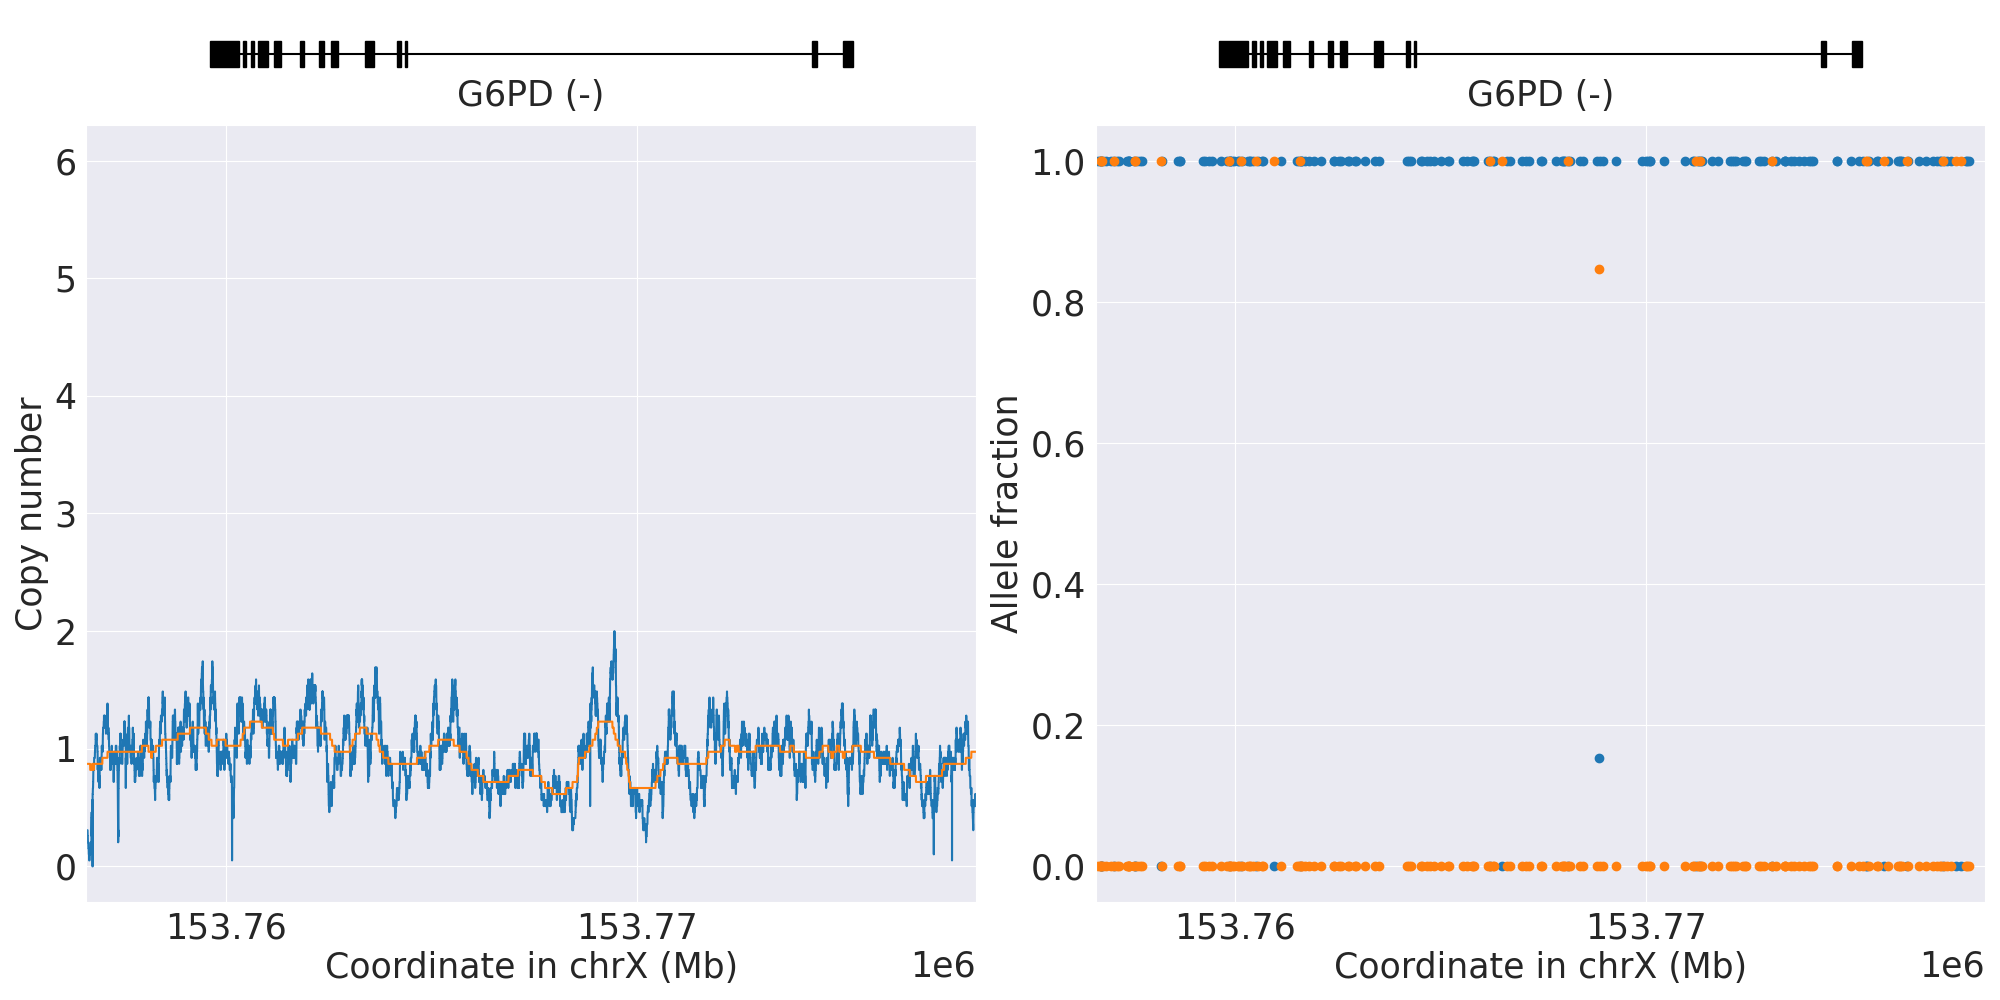 G6PD (-)
G6PD (-)
Copy number
6
5
4
3
2
1
0
153.76
153.77
Coordinate in chrX (Mb)
1e6
Allele fraction
1.0
0.8
0.6
0.4
0.2
0.0
153.76
153.77
Coordinate in chrX (Mb)
1e6